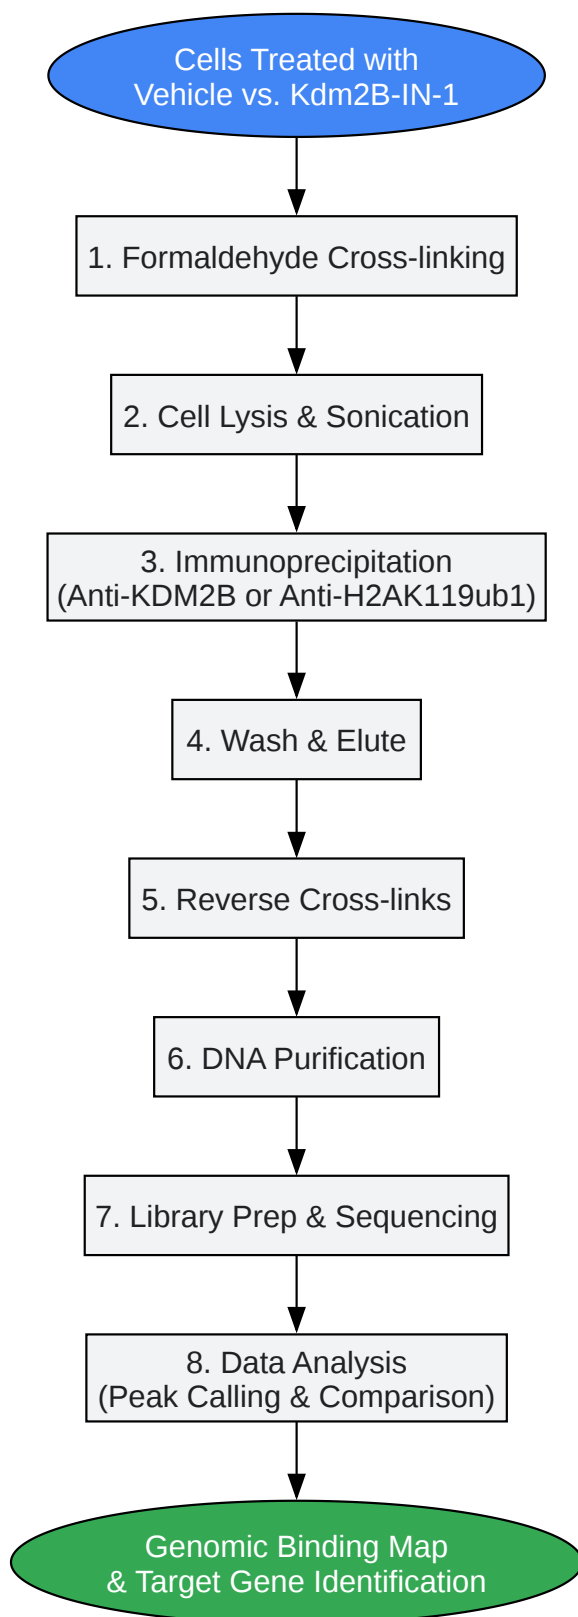 Cells Treated with
Vehicle vs. Kdm2B-IN-1
1. Formaldehyde Cross-linking
2. Cell Lysis & Sonication
3. Immunoprecipitation
(Anti-KDM2B or Anti-H2AK119ub1)
4. Wash & Elute
5. Reverse Cross-links
6. DNA Purification
7. Library Prep & Sequencing
8. Data Analysis
(Peak Calling & Comparison)
Genomic Binding Map
& Target Gene Identification